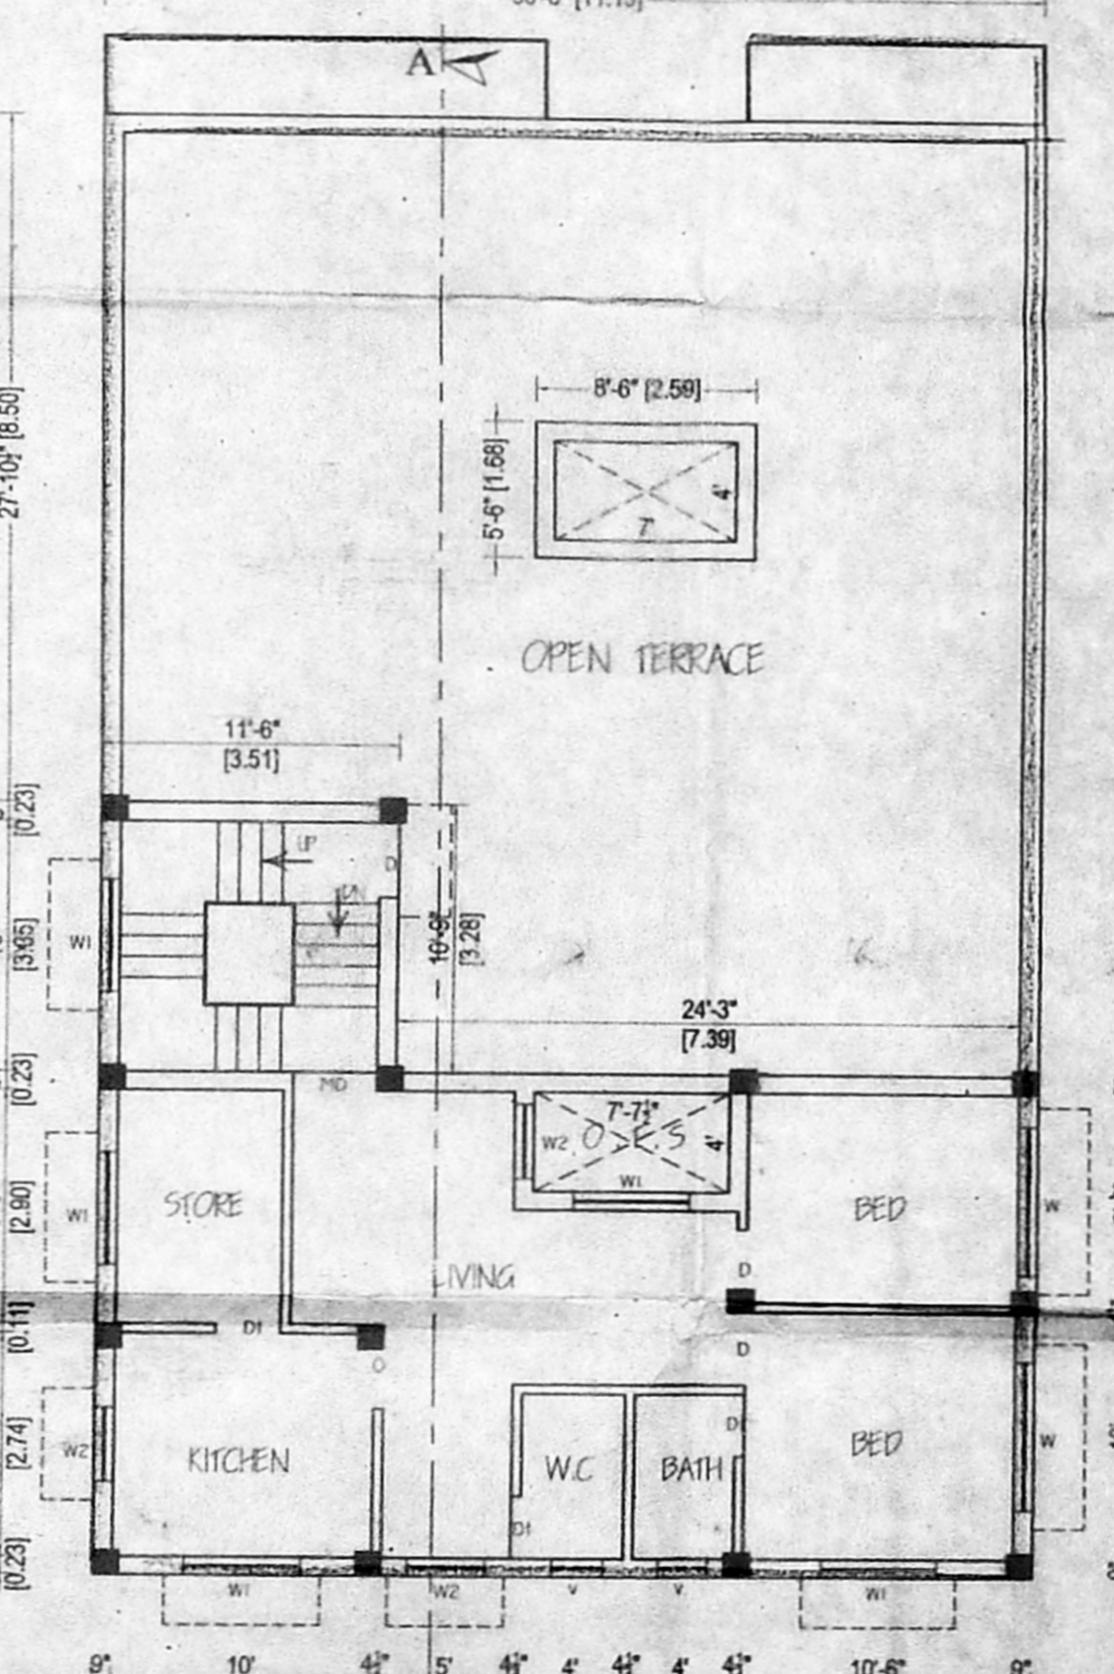 A
8'-6" [2.59]
5'-6" [1.68]
4'
7'
27'-10½" [8.50]
OPEN TERRACE
11'-6"
[3.51]
[0.23]
UP
D
DN
W1
[3.05]
10'-9"
[3.28]
24'-3"
[7.39]
[0.23]
MD
7'-7½"
W2
O.E.S
4'
W1
STORE
BED
[2.90]
W1
W
LIVING
D
[0.11]
D1
D
D
KITCHEN
W.C
BATH
D
BED
[2.74]
W2
W
D1
[0.23]
W1
W2
V
V
W1
9"
10'
4½"
5'
4½"
4'
4½"
4'
4½"
10'-6"
9"